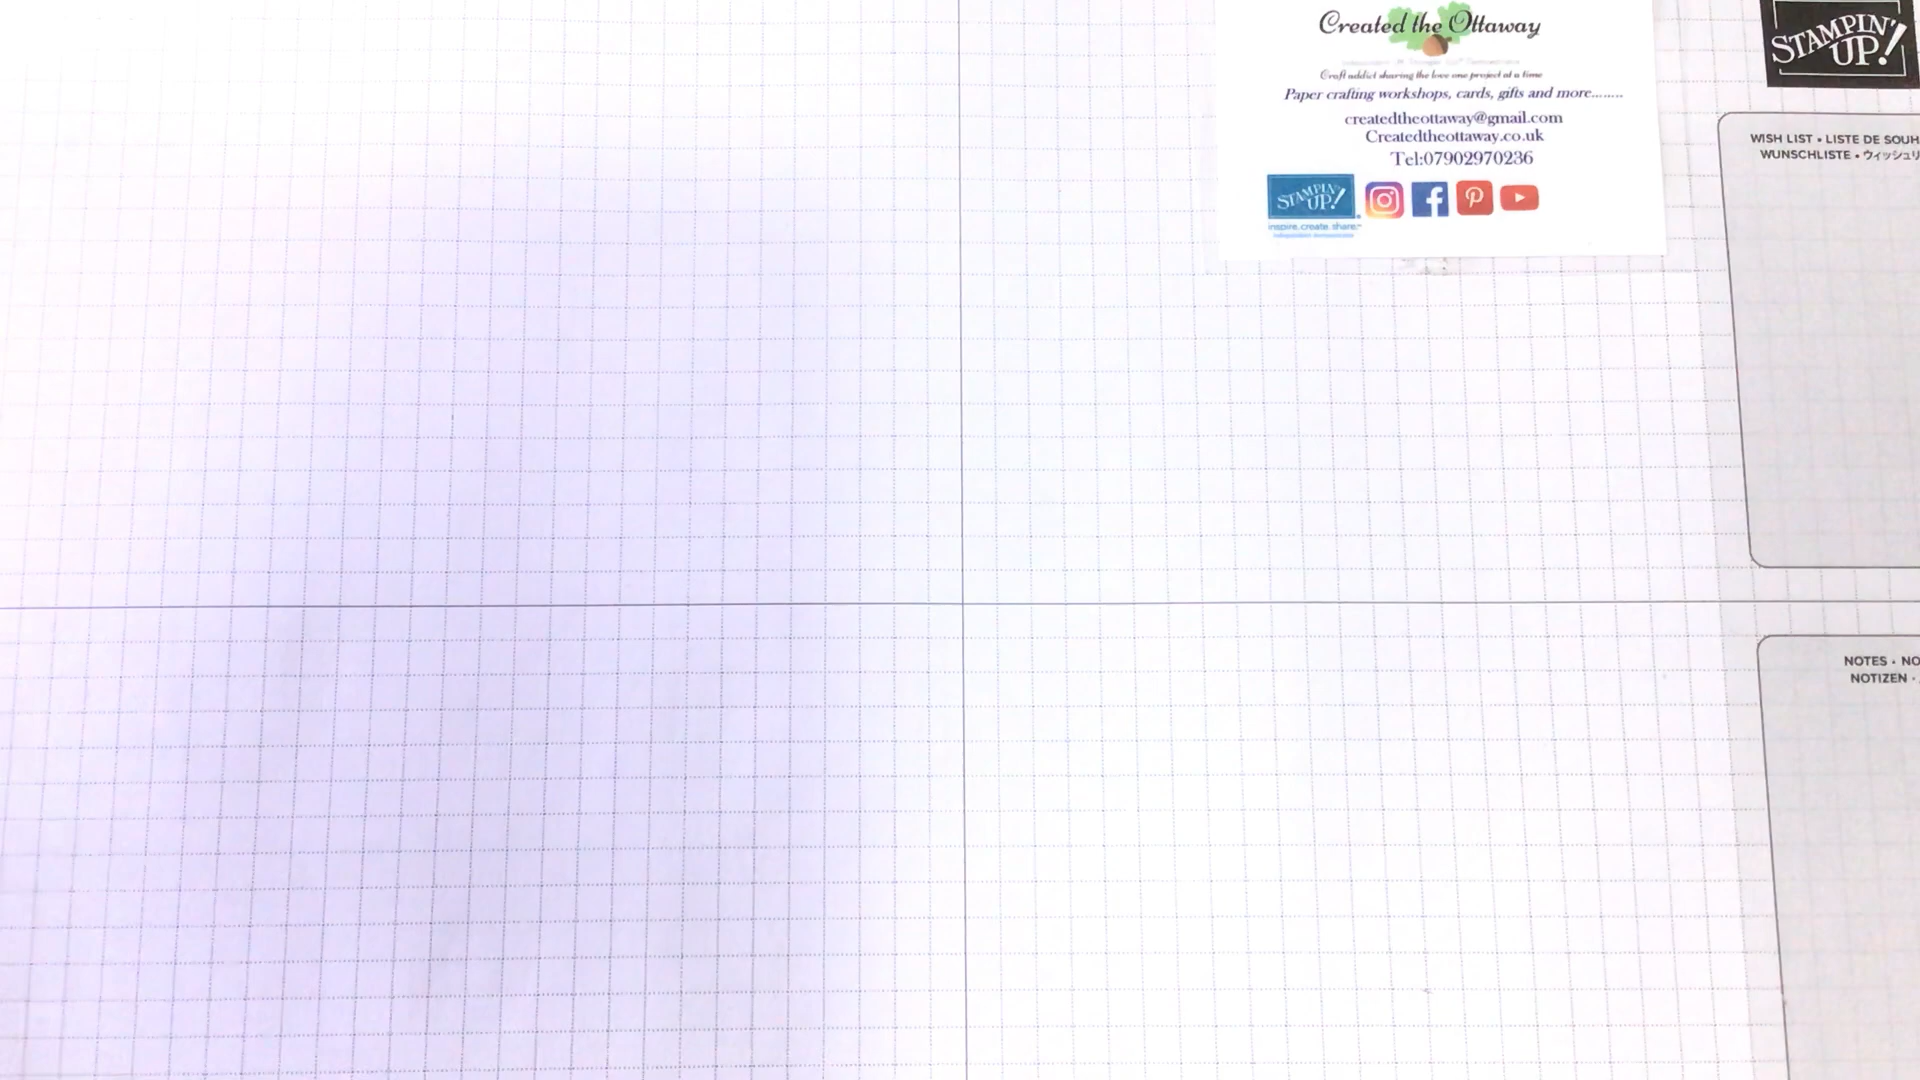 Created the Ottaway
Craft addict sharing the love one project at a time
Paper crafting workshops, cards, gifts and more........
createdtheottaway@gmail.com
Createdtheottaway.co.uk
Tel:07902970236
STAMPIN' UP!
inspire.create.share.
STAMPIN' UP!
WISH LIST • LISTE DE SOUH
WUNSCHLISTE • ウィッシュリ
NOTES • NO
NOTIZEN •